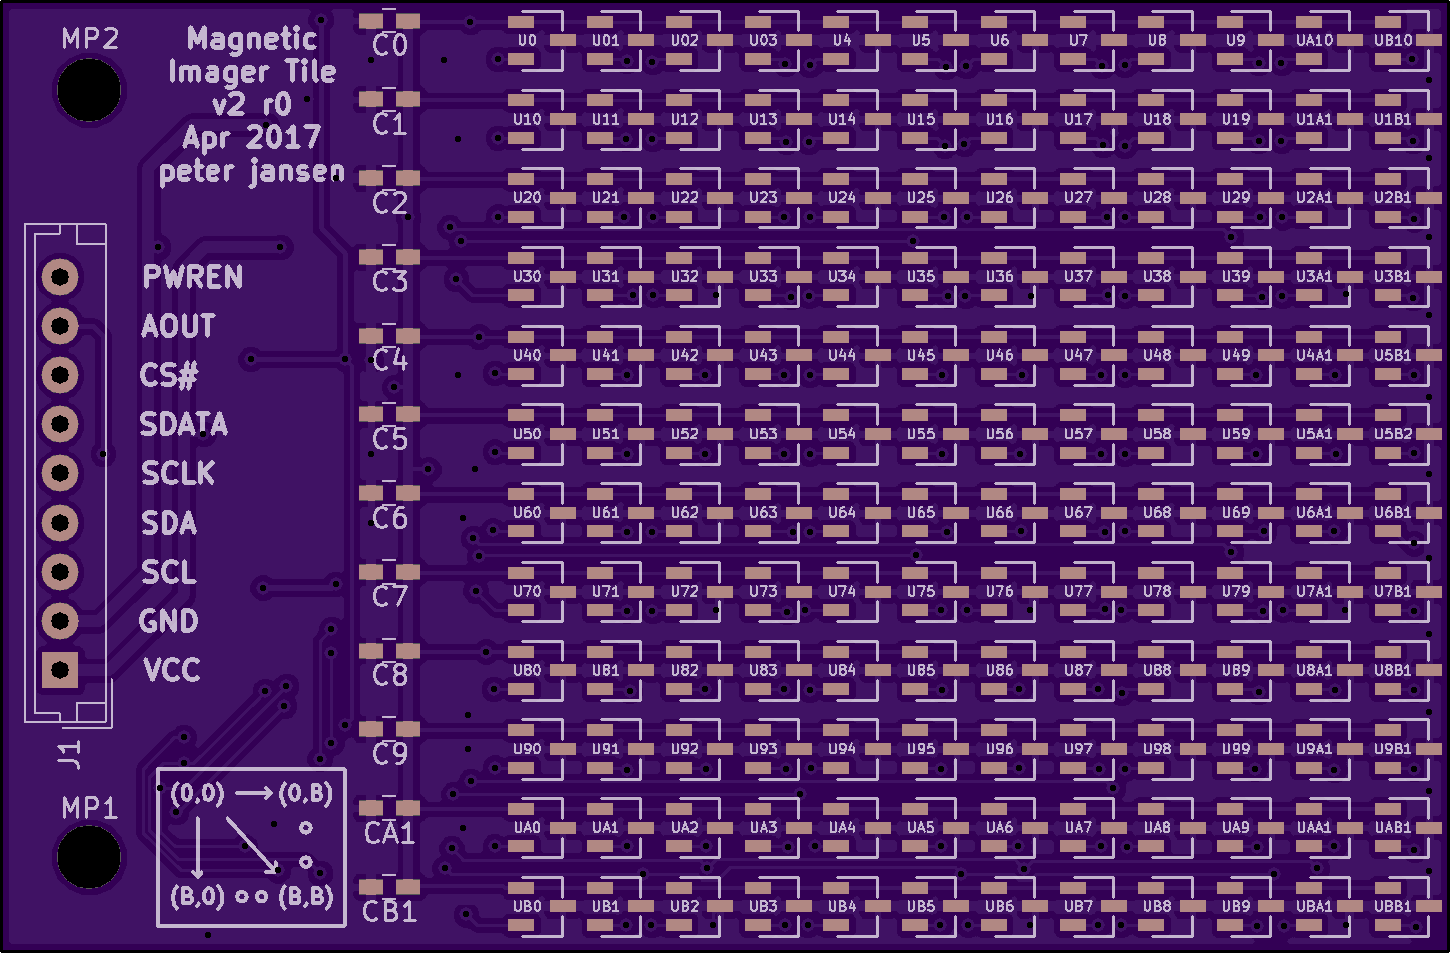 MP2
Magnetic
Imager Tile
v2 r0
Apr 2017
peter jansen
PWREN
AOUT
CS#
SDATA
SCLK
SDA
SCL
GND
VCC
J1
MP1
(0,0) (0,B)
(B,0) (B,B)
C0 U0 U01 U02 U03 U4 U5 U6 U7 U8 U9 UA10 UB10
C1 U10 U11 U12 U13 U14 U15 U16 U17 U18 U19 U1A1 U1B1
C2 U20 U21 U22 U23 U24 U25 U26 U27 U28 U29 U2A1 U2B1
C3 U30 U31 U32 U33 U34 U35 U36 U37 U38 U39 U3A1 U3B1
C4 U40 U41 U42 U43 U44 U45 U46 U47 U48 U49 U4A1 U5B1
C5 U50 U51 U52 U53 U54 U55 U56 U57 U58 U59 U5A1 U5B2
C6 U60 U61 U62 U63 U64 U65 U66 U67 U68 U69 U6A1 U6B1
C7 U70 U71 U72 U73 U74 U75 U76 U77 U78 U79 U7A1 U7B1
C8 U80 U81 U82 U83 U84 U85 U86 U87 U88 U89 U8A1 U8B1
C9 U90 U91 U92 U93 U94 U95 U96 U97 U98 U99 U9A1 U9B1
CA1 UA0 UA1 UA2 UA3 UA4 UA5 UA6 UA7 UA8 UA9 UAA1 UAB1
CB1 UB0 UB1 UB2 UB3 UB4 UB5 UB6 UB7 UB8 UB9 UBA1 UBB1